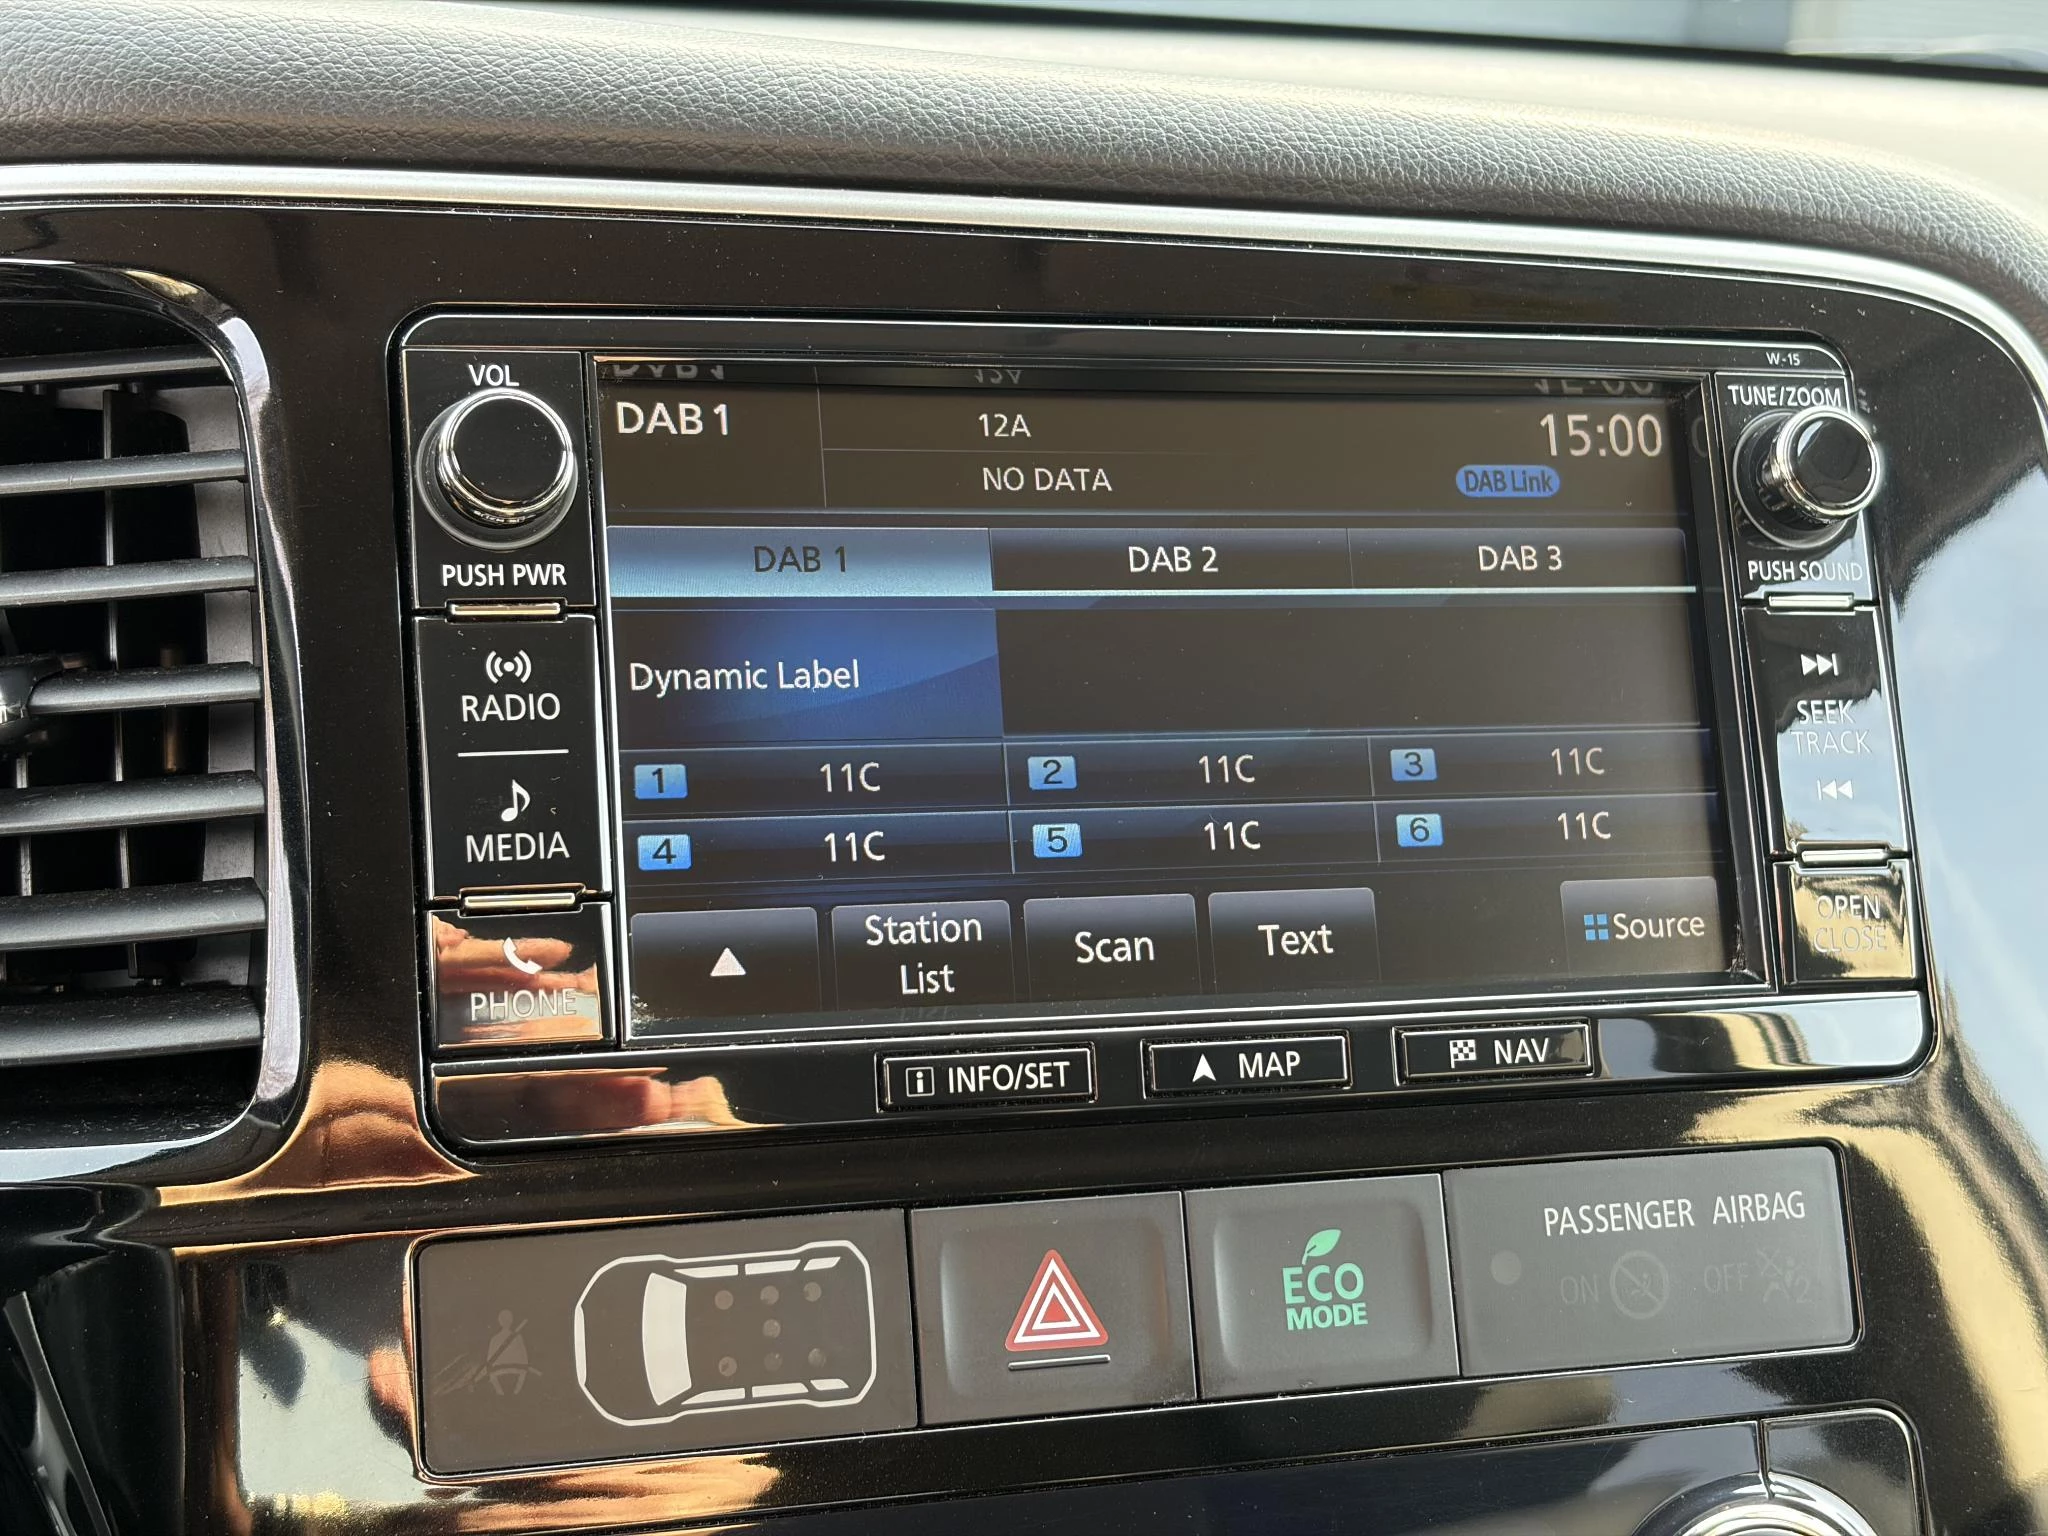 W-15
VOL
PUSH PWR
RADIO
MEDIA
PHONE
DAB 1
12A
15:00
NO DATA
DAB Link
DAB 1
DAB 2
DAB 3
Dynamic Label
1 11C
2 11C
3 11C
4 11C
5 11C
6 11C
Station
List
Scan
Text
Source
TUNE/ZOOM
PUSH SOUND
SEEK
TRACK
OPEN
CLOSE
i INFO/SET
MAP
NAV
ECO
MODE
PASSENGER AIRBAG
ON OFF 2